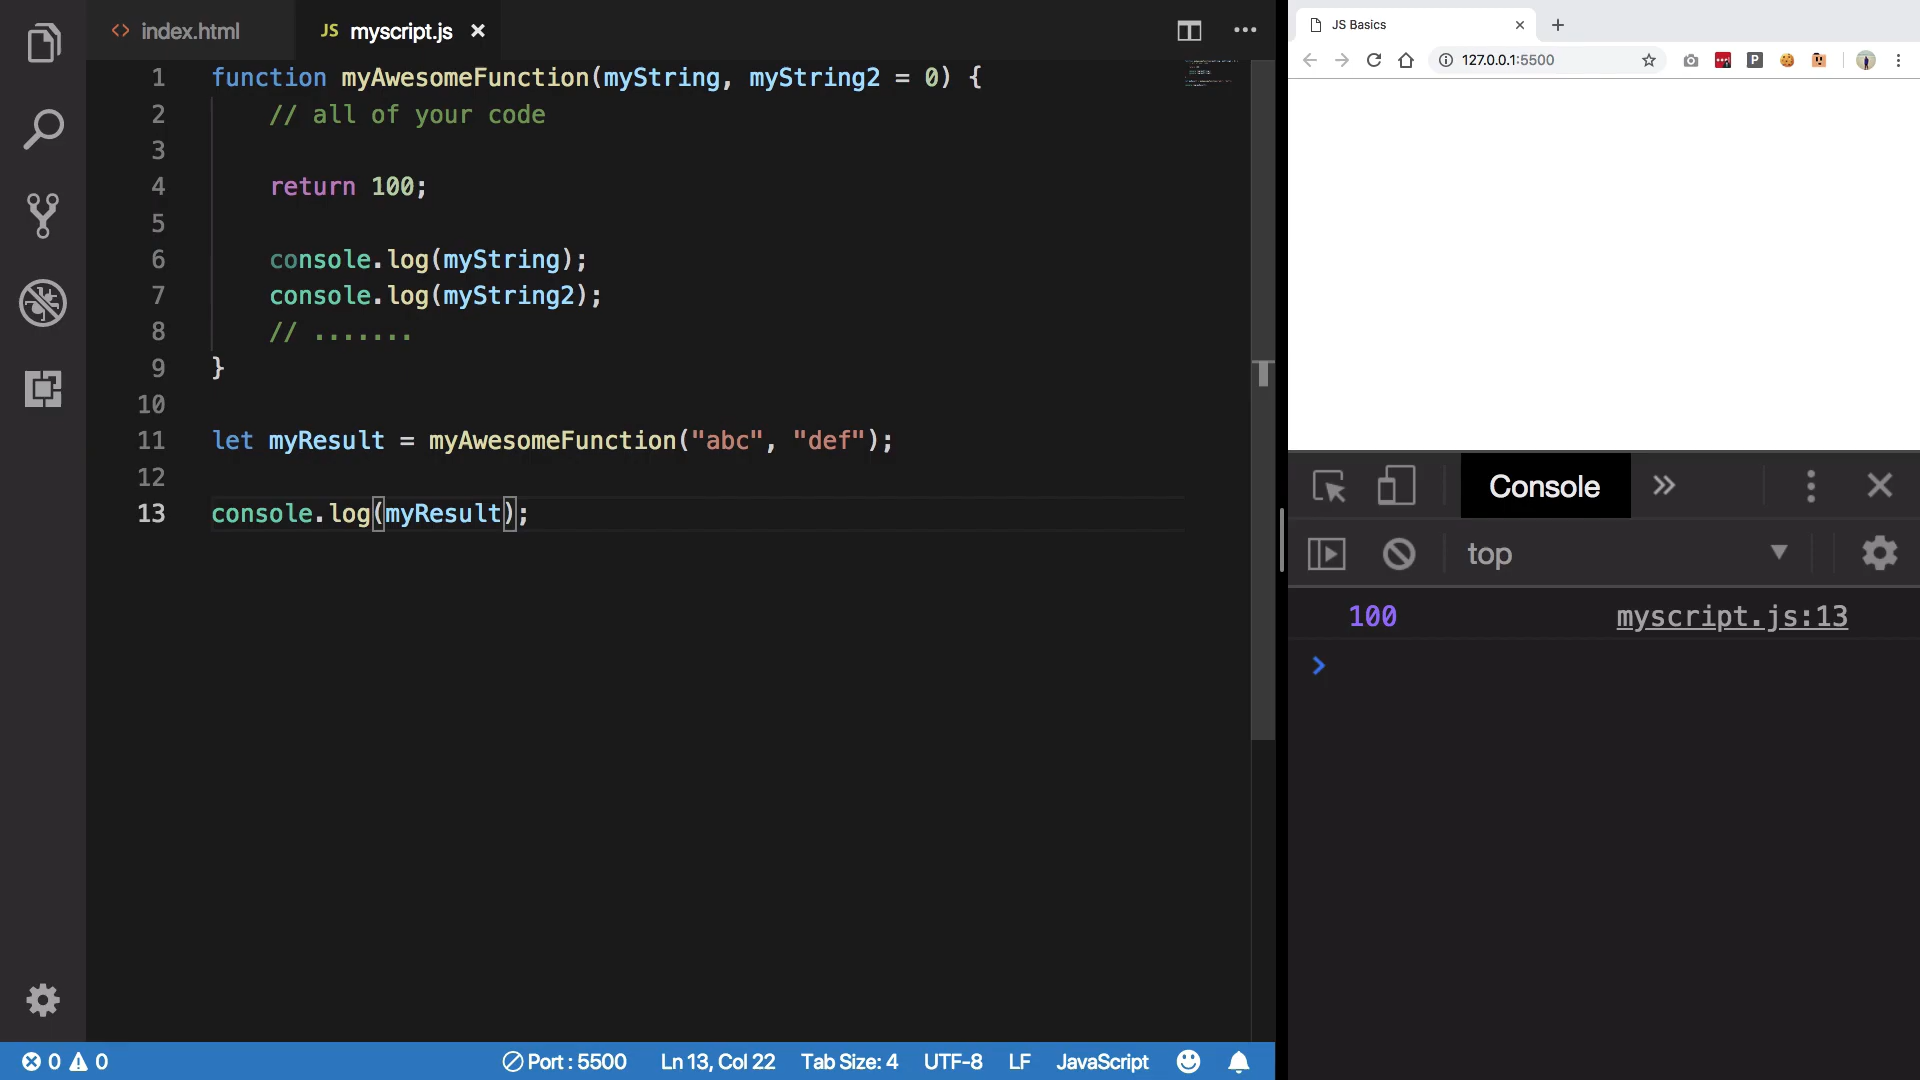 index.html
JS myscript.js
1 function myAwesomeFunction(myString, myString2 = 0) {
2 // all of your code
3
4 return 100;
5
6 console.log(myString);
7 console.log(myString2);
8 // .......
9 }
10
11 let myResult = myAwesomeFunction("abc", "def");
12
13 console.log(myResult);
0 0 Port : 5500 Ln 13, Col 22 Tab Size: 4 UTF-8 LF JavaScript
JS Basics
127.0.0.1:5500
P
Console
top
100 myscript.js:13